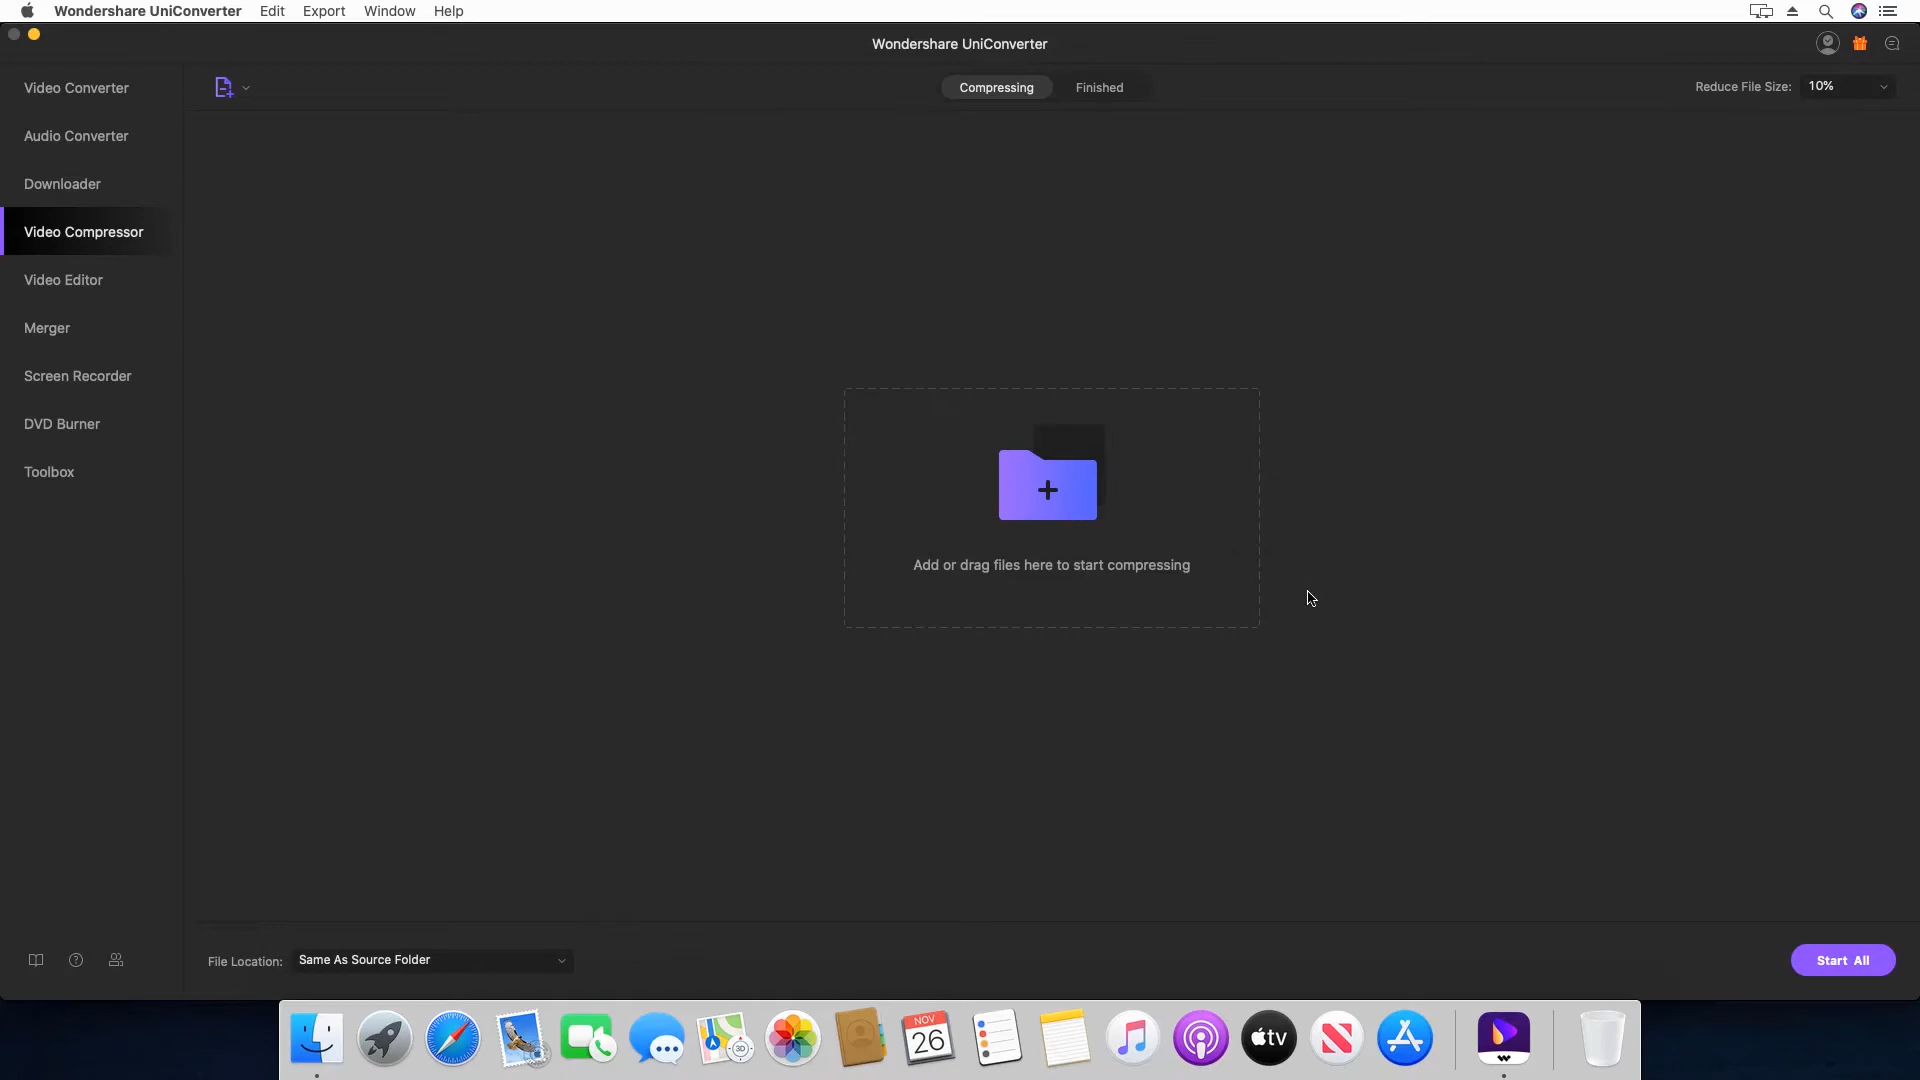 Wondershare UniConverter Edit Export Window Help
Wondershare UniConverter
Video Converter
Audio Converter
Downloader
Video Compressor
Video Editor
Merger
Screen Recorder
DVD Burner
Toolbox
Compressing Finished
Reduce File Size: 10%
Add or drag files here to start compressing
File Location: Same As Source Folder
Start All
NOV
26
3D
tv